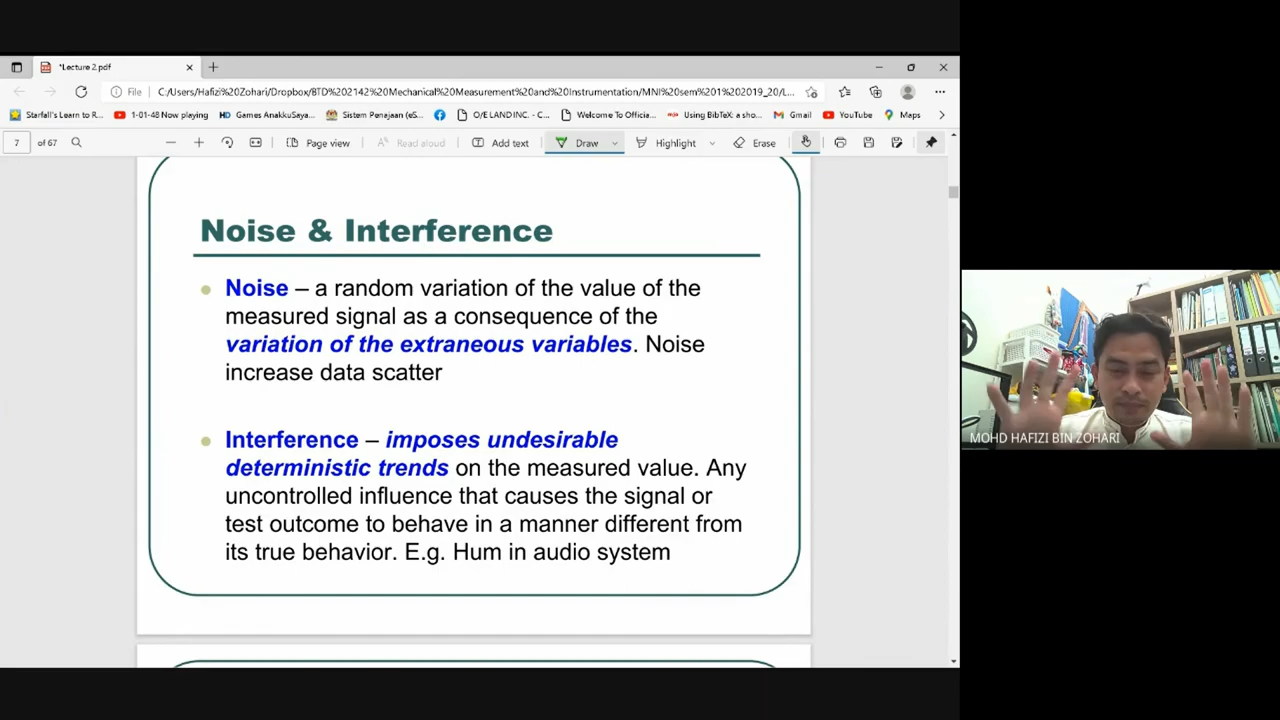 *Lecture 2.pdf
File
C:/Users/Hafizi%20Zohari/Dropbox/BTD%202142%20Mechanical%20Measurement%20and%20Instrumentation/MNI%20sem%201%202019_20/L...
Starfall's Learn to R...
1-01-48 Now playing
HD Games AnakkuSaya...
Sistem Penajaan (eS...
O/E LAND INC. - C...
Welcome To Officia...
Using BibTeX: a sho...
Gmail
YouTube
Maps
7 of 67
Page view
Read aloud
Add text
Draw
Highlight
Erase
Noise & Interference
Noise – a random variation of the value of the
measured signal as a consequence of the
variation of the extraneous variables. Noise
increase data scatter
Interference – imposes undesirable
deterministic trends on the measured value. Any
uncontrolled influence that causes the signal or
test outcome to behave in a manner different from
its true behavior. E.g. Hum in audio system
MOHD HAFIZI BIN ZOHARI